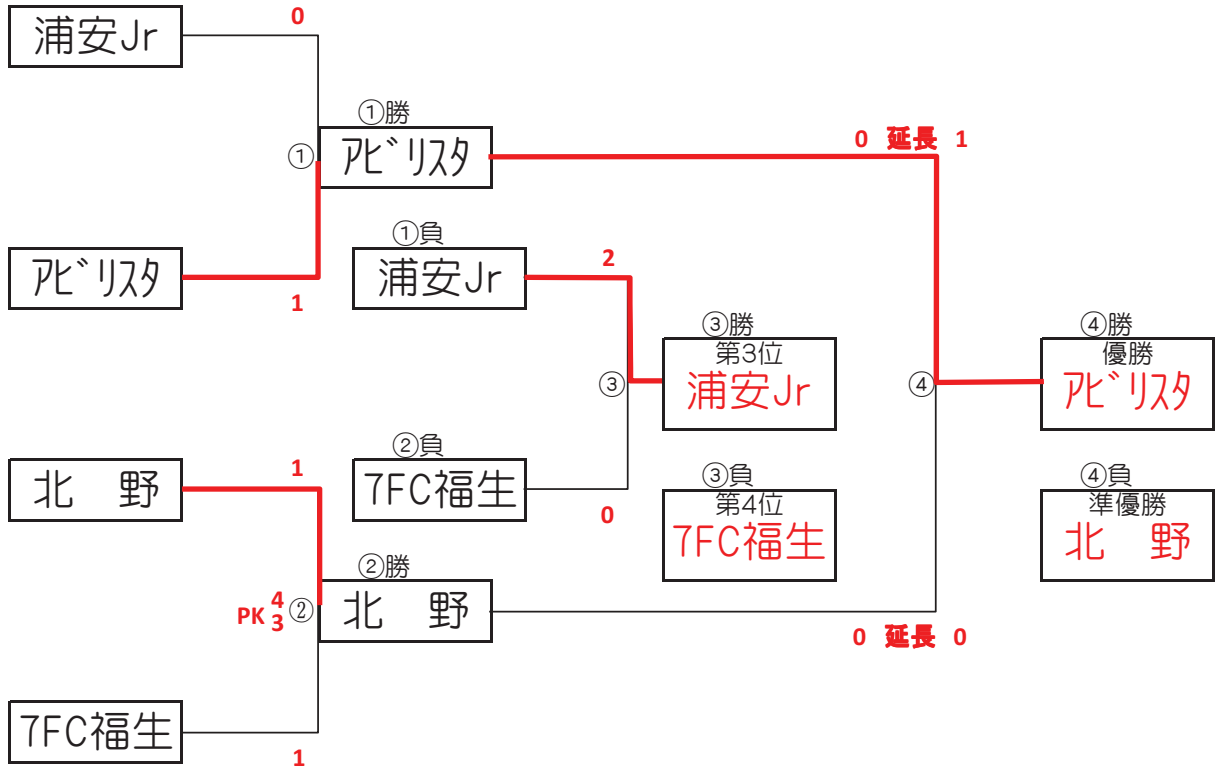 0
浦安Jr
①勝
0 延長 1
①
アビリスタ
①負
アビリスタ
浦安Jr
2
1
③勝
④勝
第3位
優勝
③
浦安Jr
④
アビリスタ
②負
北　野
1
7FC福生
③負
④負
第4位
準優勝
0
7FC福生
北　野
②勝
PK 4
3
②
北　野
0 延長 0
7FC福生
1